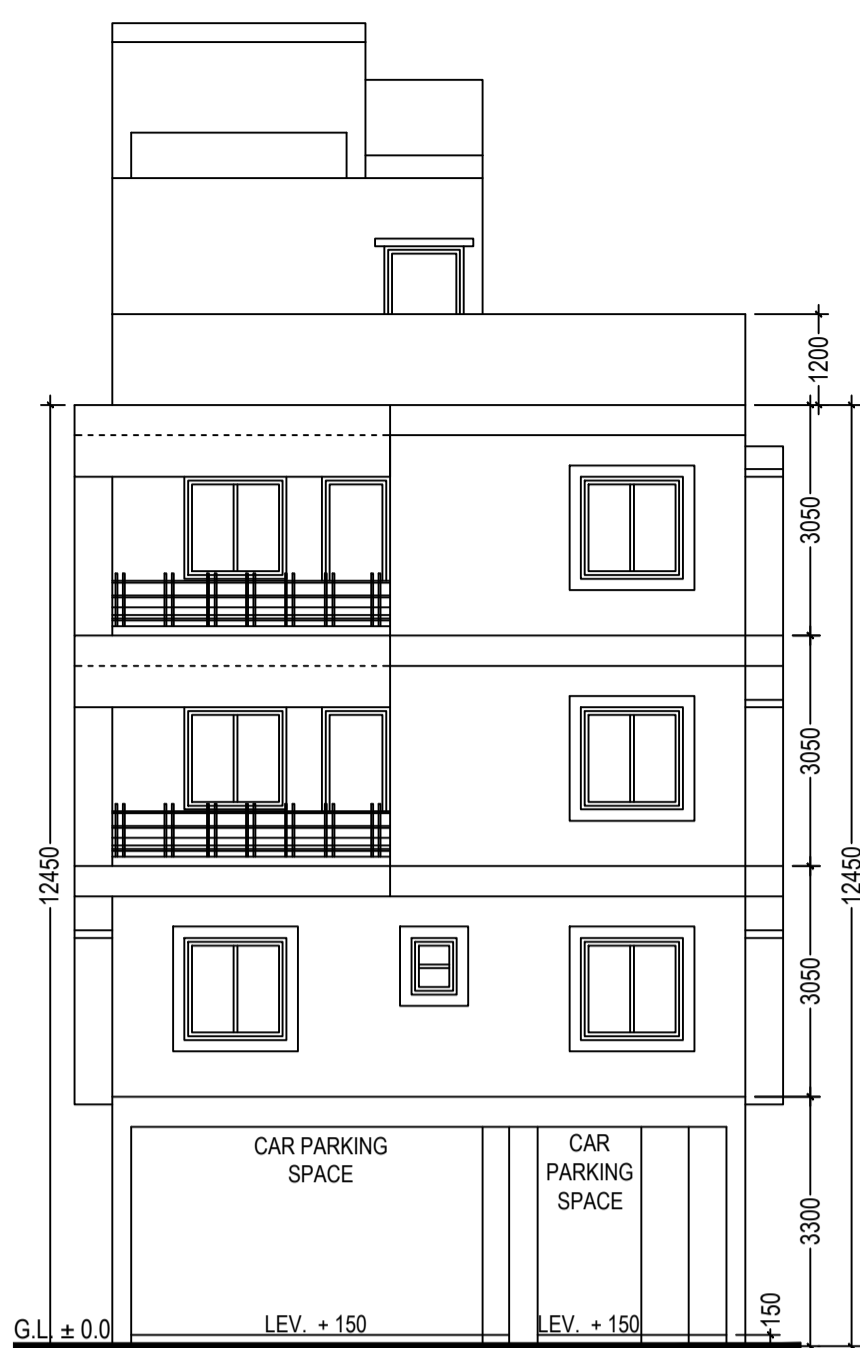 1200
3050
3050
12450
12450
3050
CAR PARKING
SPACE
CAR
PARKING
SPACE
3300
150
G.L. ± 0.0
LEV. + 150
LEV. + 150